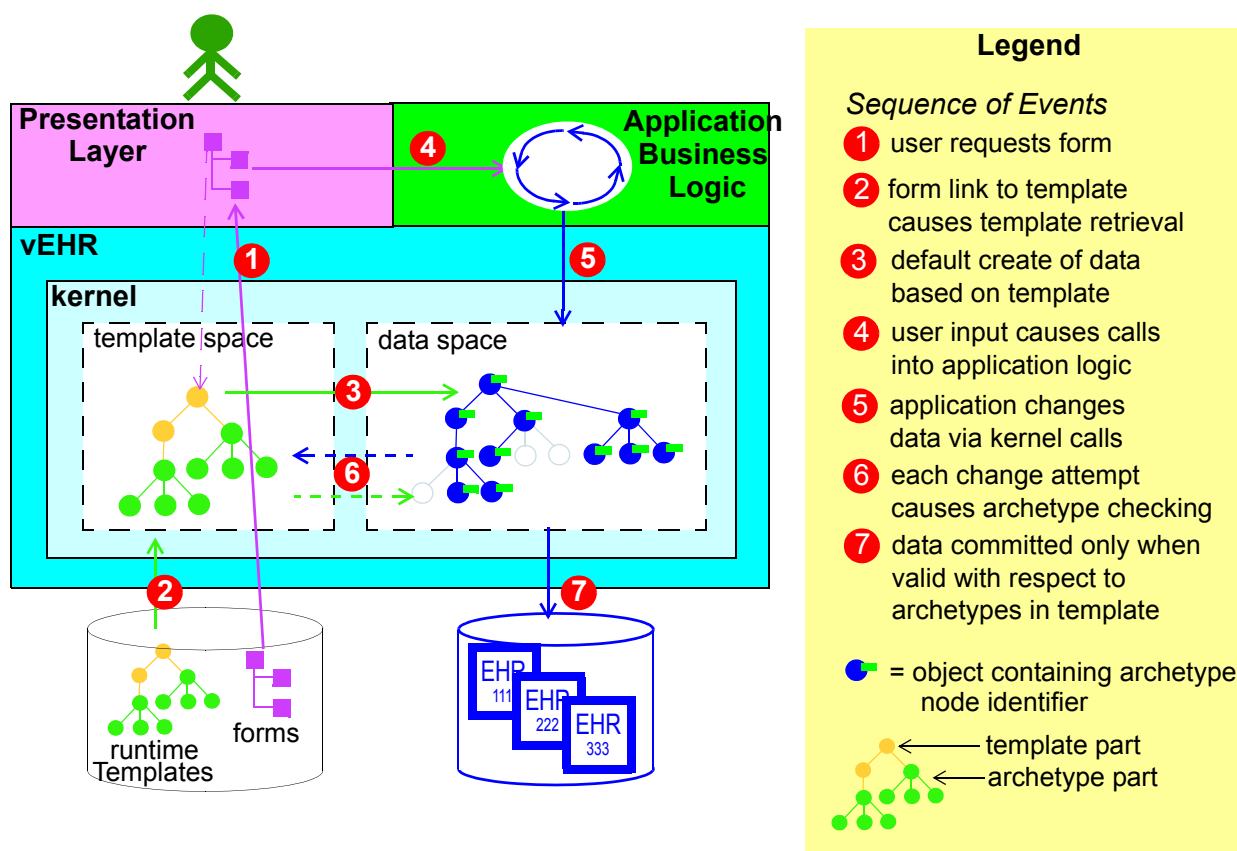 Presentation
Layer
4
Application
Business
Logic
vEHR
1
5
kernel
template space
data space
3
6
2
7
runtime
Templates
forms
EHR
111
EHR
222
EHR
333
Legend
Sequence of Events
1 user requests form
2 form link to template
causes template retrieval
3 default create of data
based on template
4 user input causes calls
into application logic
5 application changes
data via kernel calls
6 each change attempt
causes archetype checking
7 data committed only when
valid with respect to
archetypes in template
= object containing archetype
node identifier
template part
archetype part